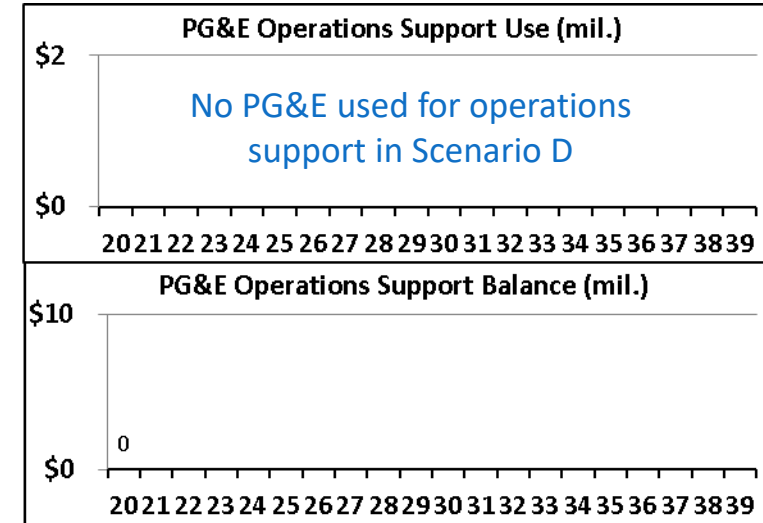 PG&E Operations Support Use (mil.)
$2
No PG&E used for operations
support in Scenario D
$0
20 21 22 23 24 25 26 27 28 29 30 31 32 33 34 35 36 37 38 39
PG&E Operations Support Balance (mil.)
$10
0
$0
20 21 22 23 24 25 26 27 28 29 30 31 32 33 34 35 36 37 38 39